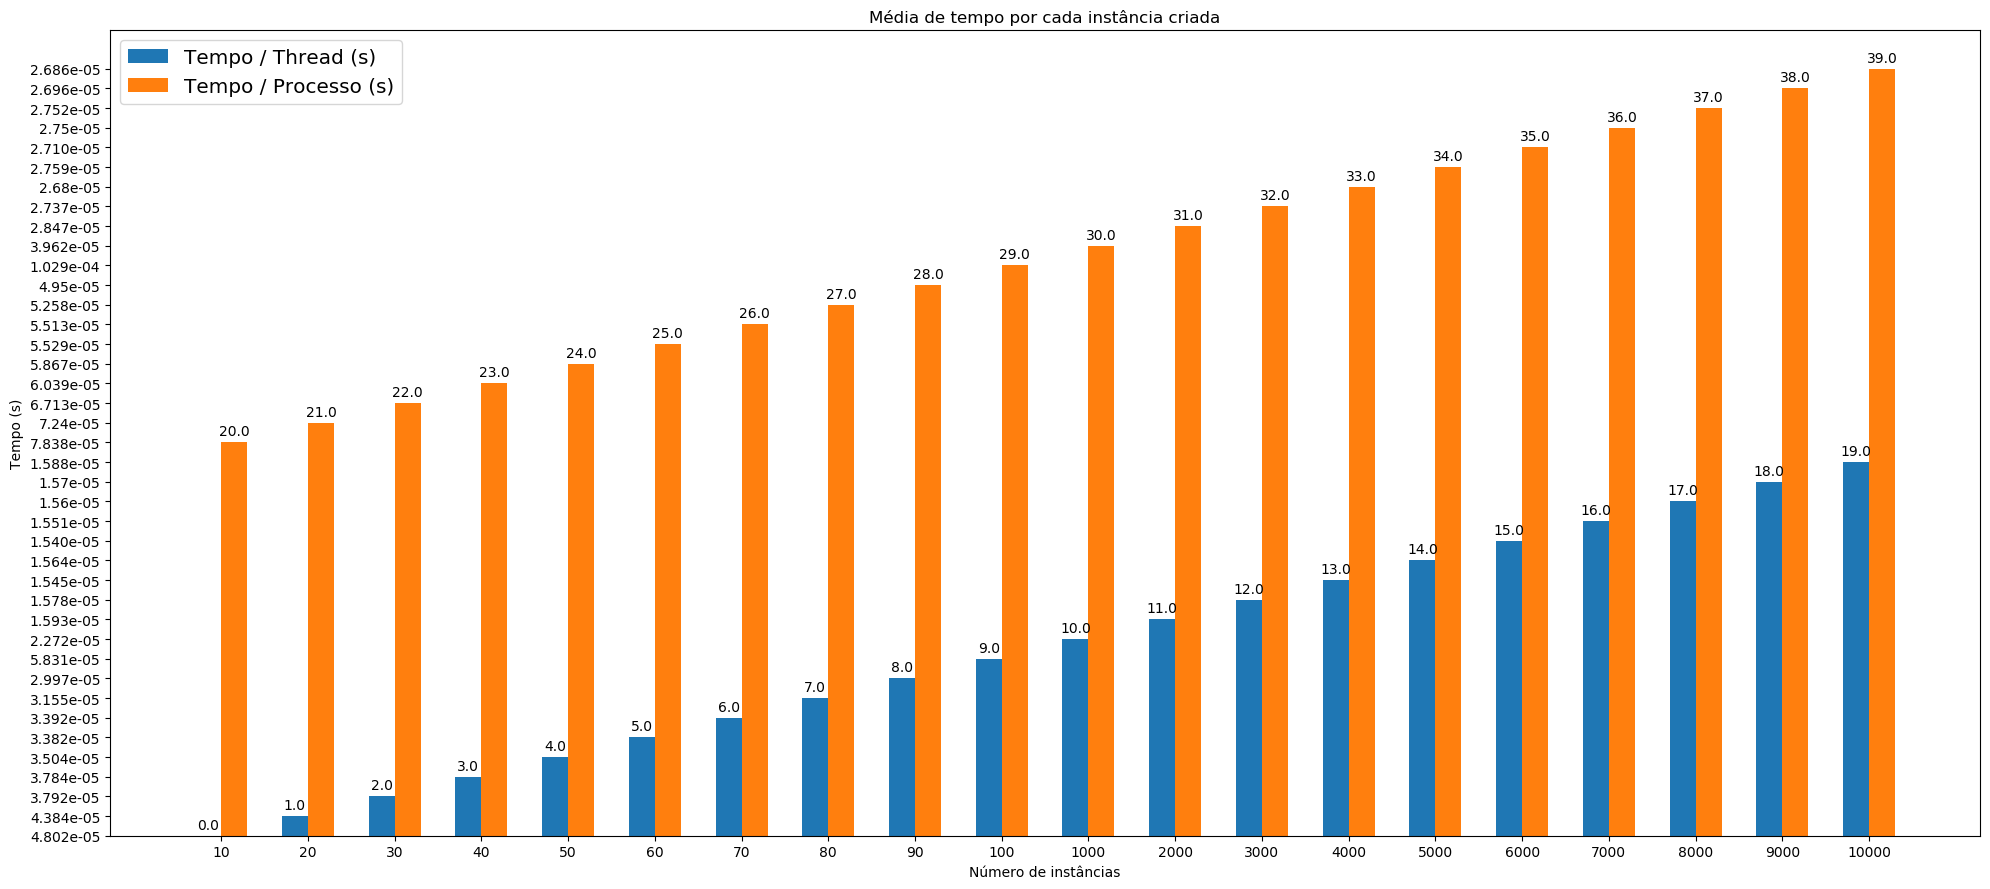 Média de tempo por cada instância criada
Tempo / Thread (s)
Tempo / Processo (s)
Tempo (s)
2.686e-05
2.696e-05
2.752e-05
2.75e-05
2.710e-05
2.759e-05
2.68e-05
2.737e-05
2.847e-05
3.962e-05
1.029e-04
4.95e-05
5.258e-05
5.513e-05
5.529e-05
5.867e-05
6.039e-05
6.713e-05
7.24e-05
7.838e-05
1.588e-05
1.57e-05
1.56e-05
1.551e-05
1.540e-05
1.564e-05
1.545e-05
1.578e-05
1.593e-05
2.272e-05
5.831e-05
2.997e-05
3.155e-05
3.392e-05
3.382e-05
3.504e-05
3.784e-05
3.792e-05
4.384e-05
4.802e-05
0.0 1.0 2.0 3.0 4.0 5.0 6.0 7.0 8.0 9.0 10.0 11.0 12.0 13.0 14.0 15.0 16.0 17.0 18.0 19.0
20.0 21.0 22.0 23.0 24.0 25.0 26.0 27.0 28.0 29.0 30.0 31.0 32.0 33.0 34.0 35.0 36.0 37.0 38.0 39.0
10 20 30 40 50 60 70 80 90 100 1000 2000 3000 4000 5000 6000 7000 8000 9000 10000
Número de instâncias